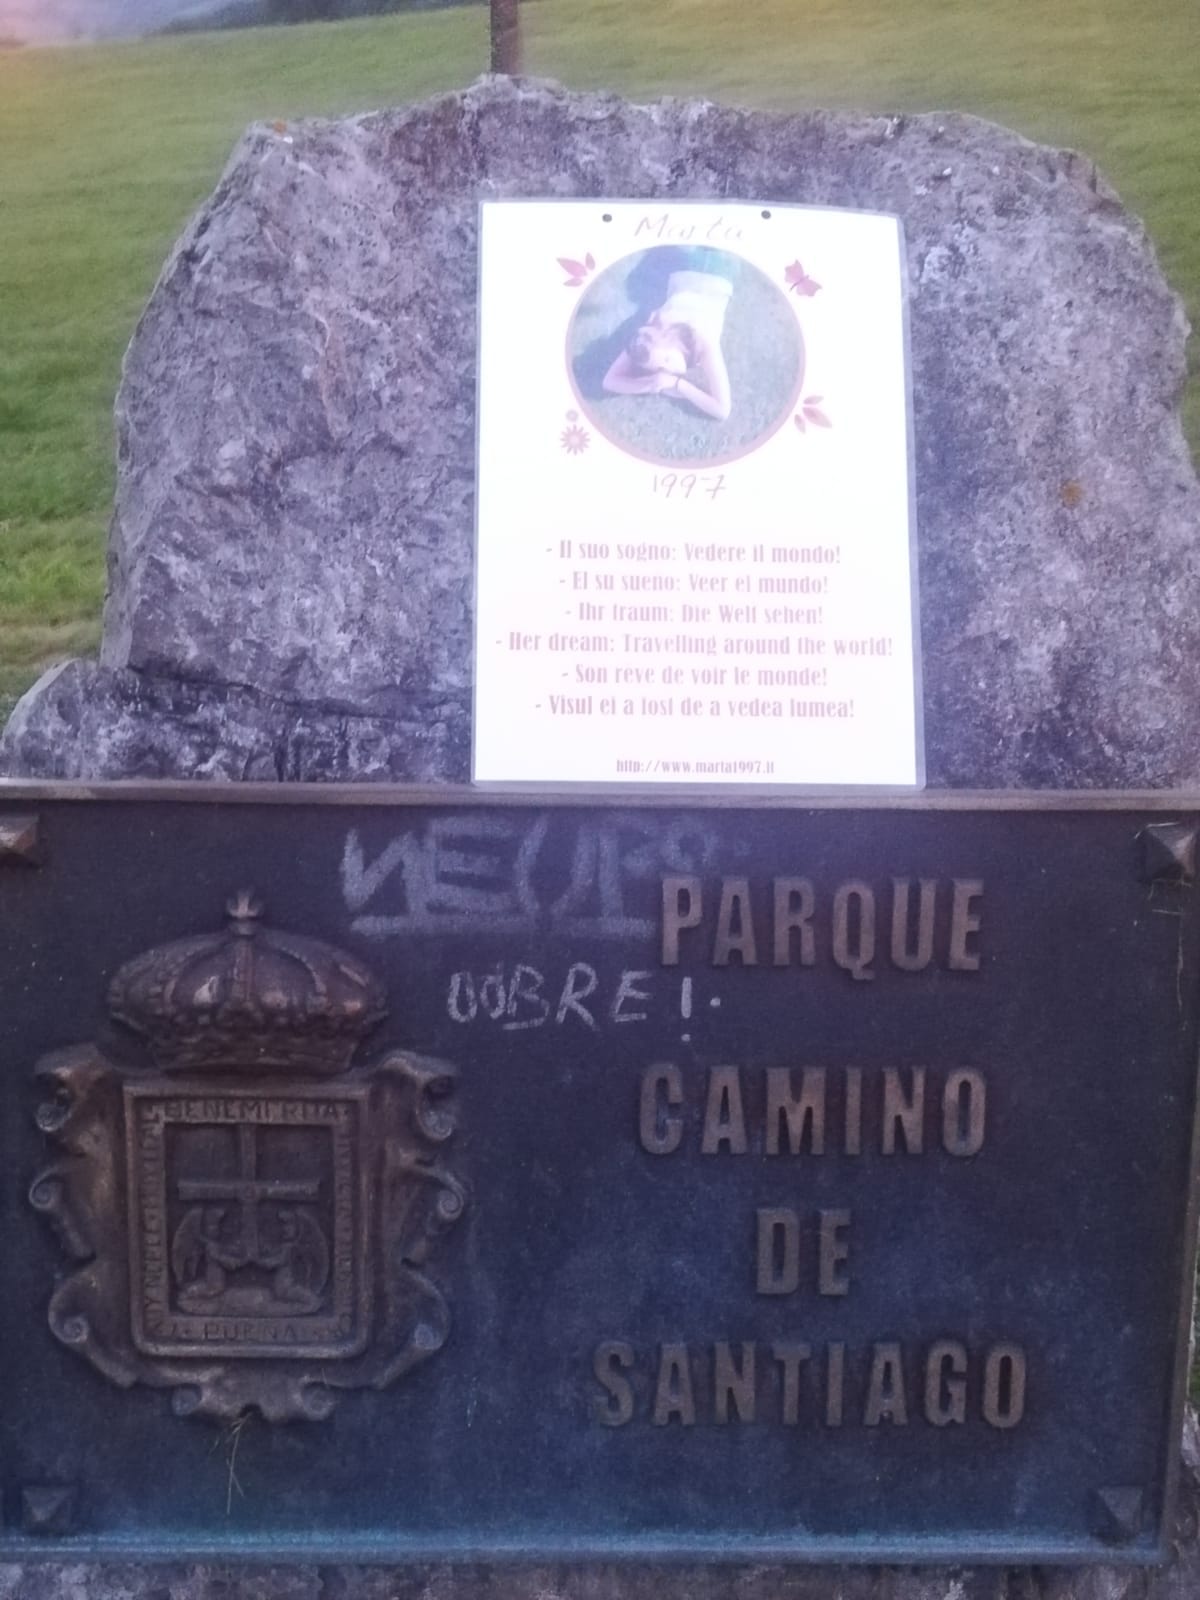 Marta
1997
- Il suo sogno: Vedere il mondo!
- El su sueno: Veer el mundo!
- Ihr traum: Die Welt sehen!
- Her dream: Travelling around the world!
- Son reve de voir le monde!
- Visul ei a fost de a vedea lumea!
http://www.marta1997.it
PARQUE
CAMINO
DE
SANTIAGO
BENEMERITA
BUENA